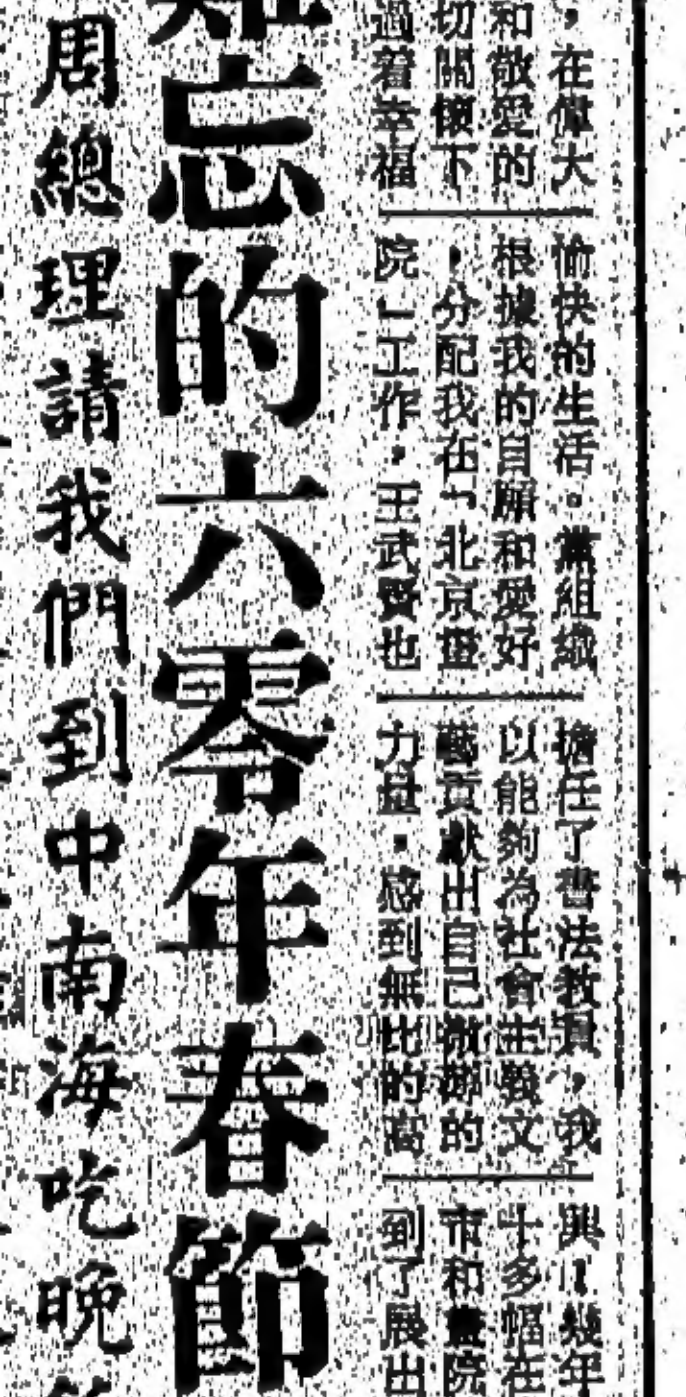 ，在偉大
和敬愛的
切關懷下
過着幸福
愉快的生活。黨組織
根據我的自願和愛好
，分配我在「北京畫
院」工作，王武賢也
擔任了書法教員，我
以能夠為社會主義文
藝貢獻出自己微薄的
力量，感到無比的高
興！幾年
十多幅在
市和畫院
到了展出
難忘的六零年春節
周總理請我們到中南海吃晚